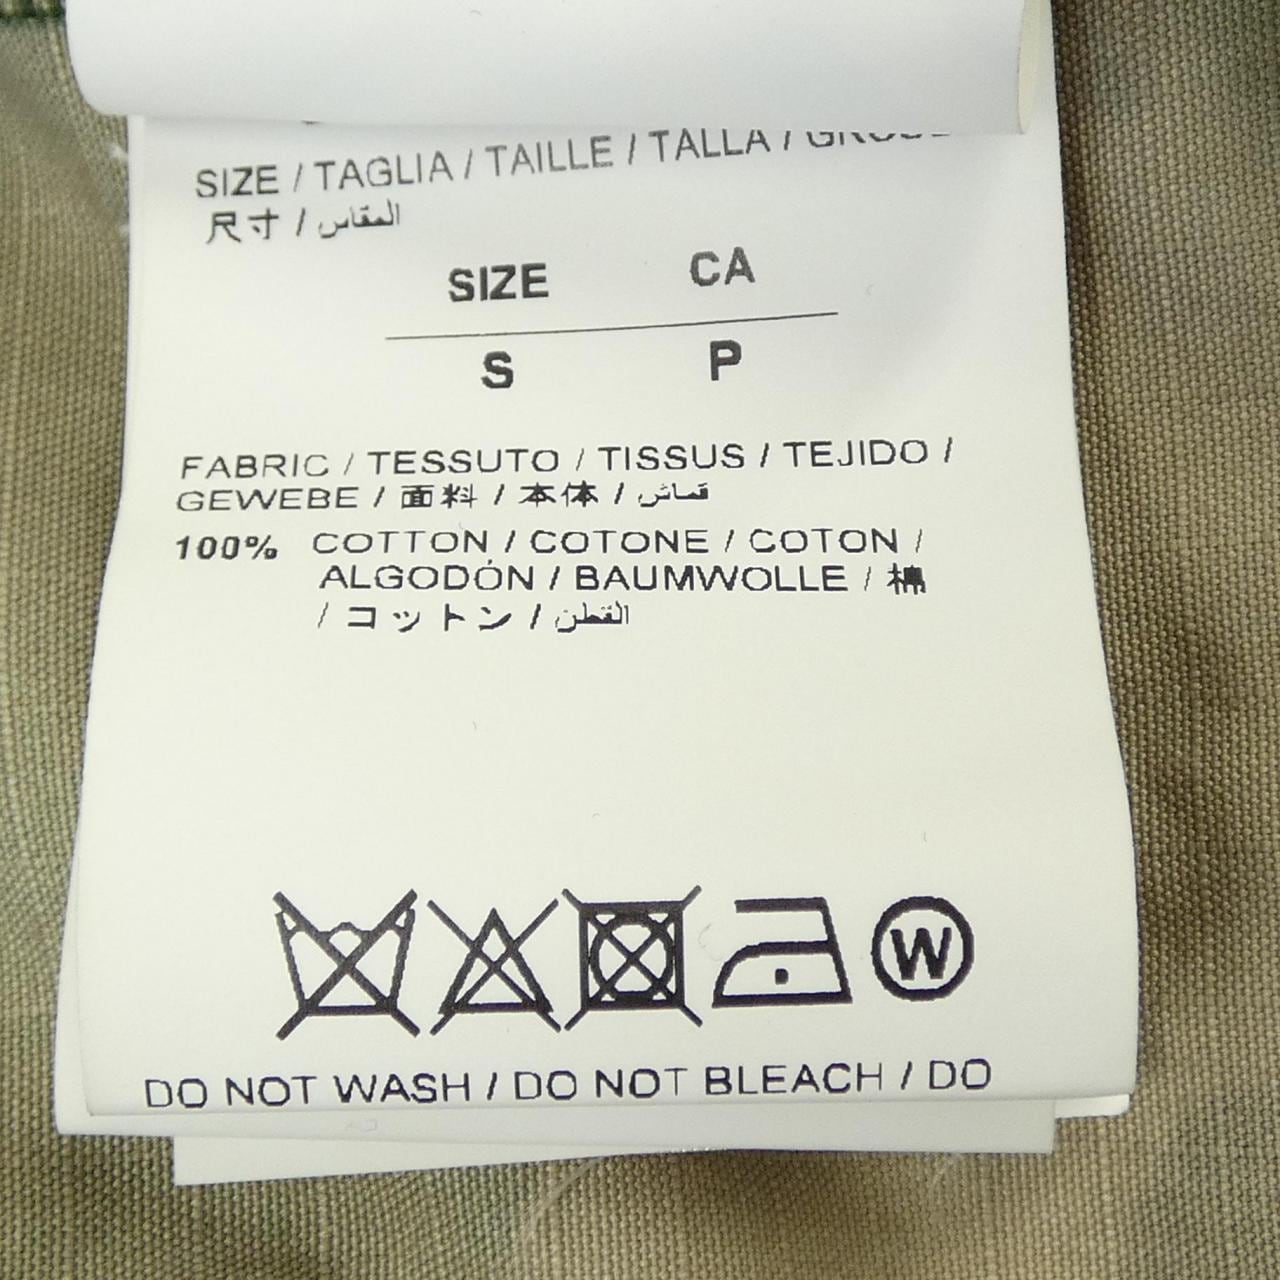 SIZE / TAGLIA / TAILLE / TALLA /
尺寸 / المقاس
SIZE CA
S P
FABRIC / TESSUTO / TISSUS / TEJIDO /
GEWEBE / 面料 / 本体 / قماش
100% COTTON / COTONE / COTON /
ALGODÓN / BAUMWOLLE / 棉
/ コットン / القطن
W
DO NOT WASH / DO NOT BLEACH / DO